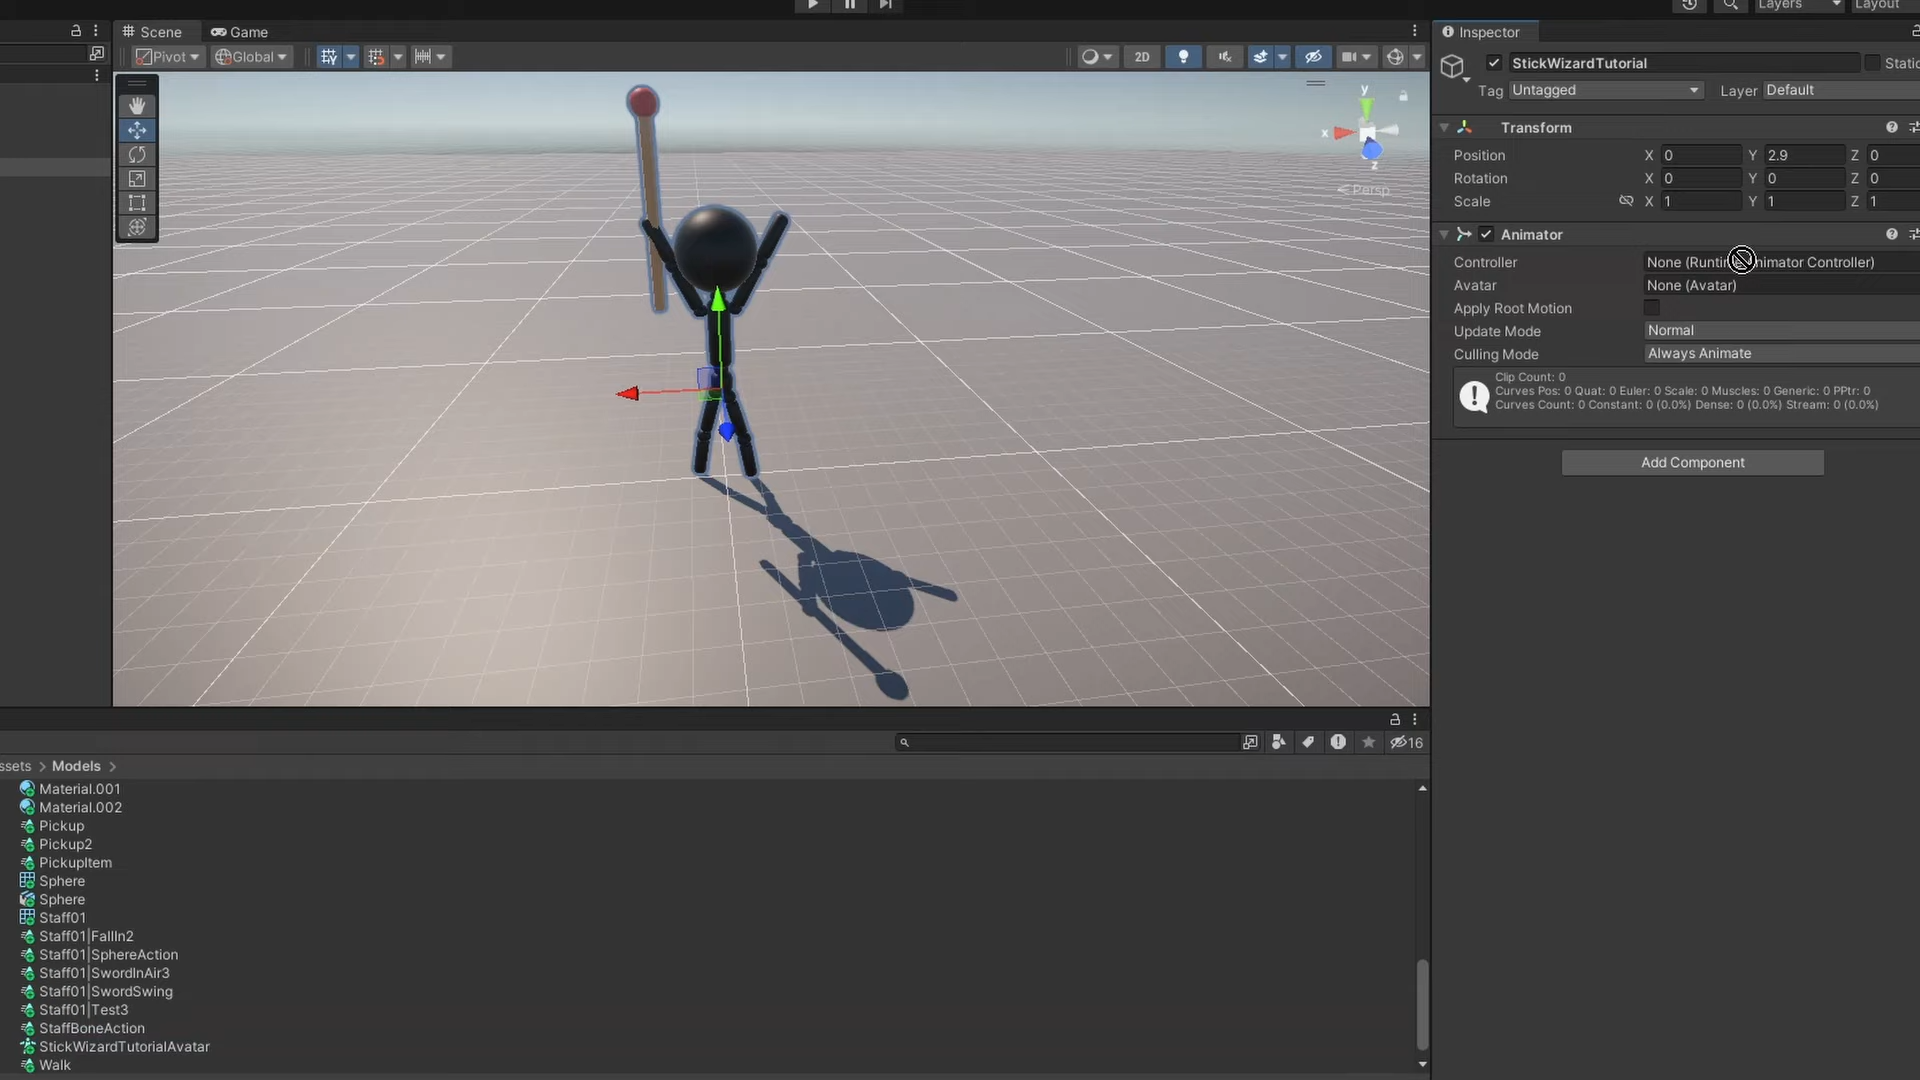 Layers
Layout
Scene
Game
Inspector
Pivot
Global
2D
StickWizardTutorial
Static
Tag
Untagged
Layer
Default
Transform
Position
X 0
Y 2.9
Z 0
Rotation
X 0
Y 0
Z 0
Scale
X 1
Y 1
Z 1
x
y
z
< Persp
Animator
Controller
None (Runtime Animator Controller)
Avatar
None (Avatar)
Apply Root Motion
Update Mode
Normal
Culling Mode
Always Animate
Clip Count: 0
Curves Pos: 0 Quat: 0 Euler: 0 Scale: 0 Muscles: 0 Generic: 0 PPtr: 0
Curves Count: 0 Constant: 0 (0.0%) Dense: 0 (0.0%) Stream: 0 (0.0%)
Add Component
16
ssets > Models >
Material.001
Material.002
Pickup
Pickup2
PickupItem
Sphere
Sphere
Staff01
Staff01|FallIn2
Staff01|SphereAction
Staff01|SwordInAir3
Staff01|SwordSwing
Staff01|Test3
StaffBoneAction
StickWizardTutorialAvatar
Walk